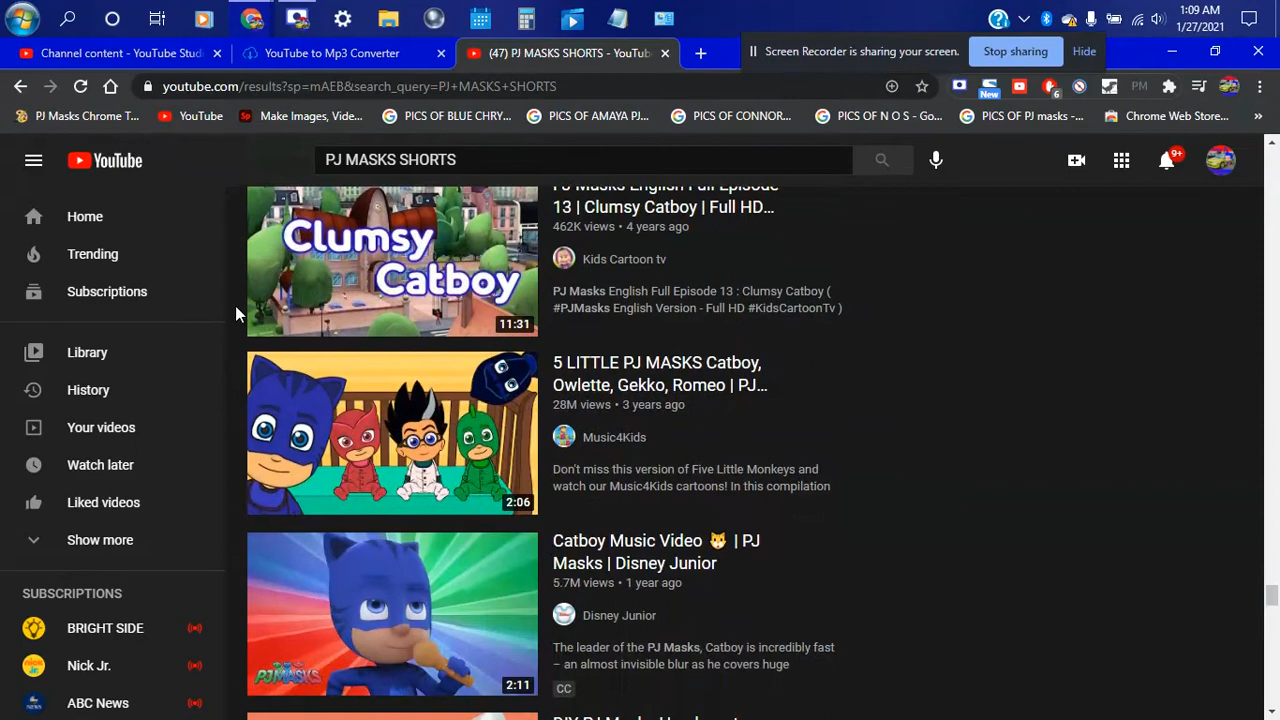 1:09 AM
1/27/2021
Channel content - YouTube Stud
YouTube to Mp3 Converter
(47) PJ MASKS SHORTS - YouTub
Screen Recorder is sharing your screen.
Stop sharing
Hide
youtube.com/results?sp=mAEB&search_query=PJ+MASKS+SHORTS
New
6
PM
PJ Masks Chrome T...
YouTube
Sp
Make Images, Vide...
PICS OF BLUE CHRY...
PICS OF AMAYA PJ...
PICS OF CONNOR...
PICS OF N O S - Go...
PICS OF PJ masks - ...
Chrome Web Store...
»
YouTube
PJ MASKS SHORTS
9+
Home
Trending
Subscriptions
Library
History
Your videos
Watch later
Liked videos
Show more
SUBSCRIPTIONS
BRIGHT SIDE
Nick Jr.
ABC News
Clumsy
Catboy
11:31
PJ Masks English Full Episode
13 | Clumsy Catboy | Full HD...
462K views • 4 years ago
Kids Cartoon tv
PJ Masks English Full Episode 13 : Clumsy Catboy (
#PJMasks English Version - Full HD #KidsCartoonTv )
2:06
5 LITTLE PJ MASKS Catboy,
Owlette, Gekko, Romeo | PJ...
28M views • 3 years ago
Music4Kids
Don't miss this version of Five Little Monkeys and
watch our Music4Kids cartoons! In this compilation
PJMASKS
2:11
Catboy Music Video 🐱 | PJ
Masks | Disney Junior
5.7M views • 1 year ago
Disney Junior
The leader of the PJ Masks, Catboy is incredibly fast
– an almost invisible blur as he covers huge
CC